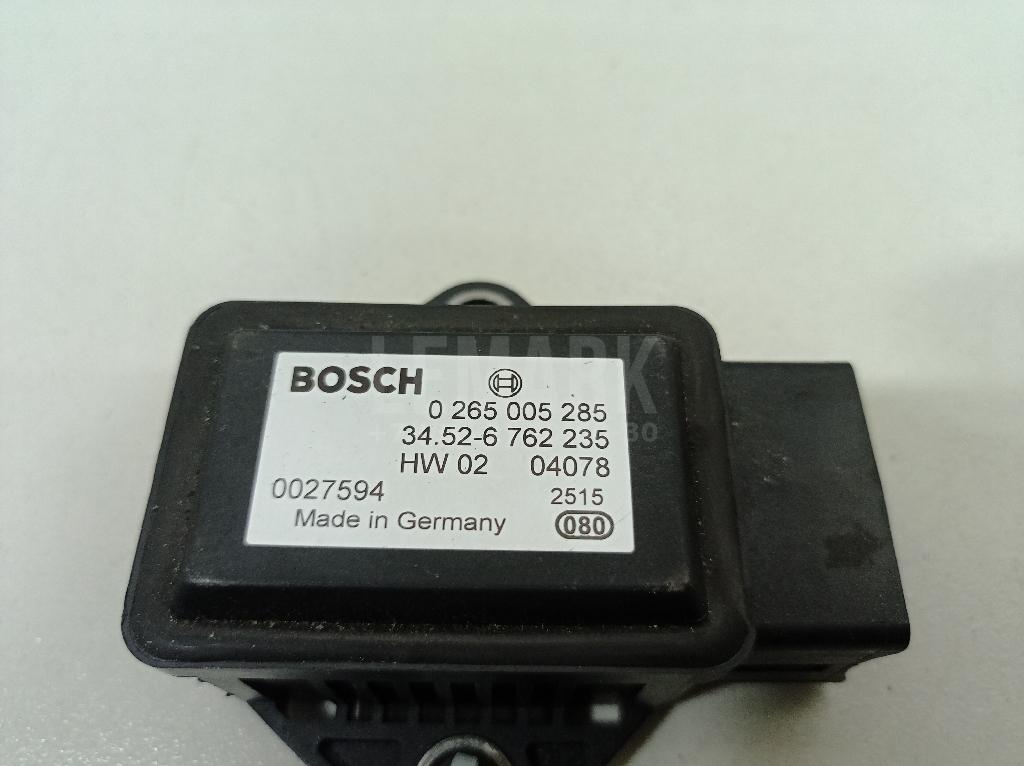 BOSCH
0 265 005 285
34.52-6 762 235
HW 02 04078
0027594 2515
Made in Germany 080
LEMARK